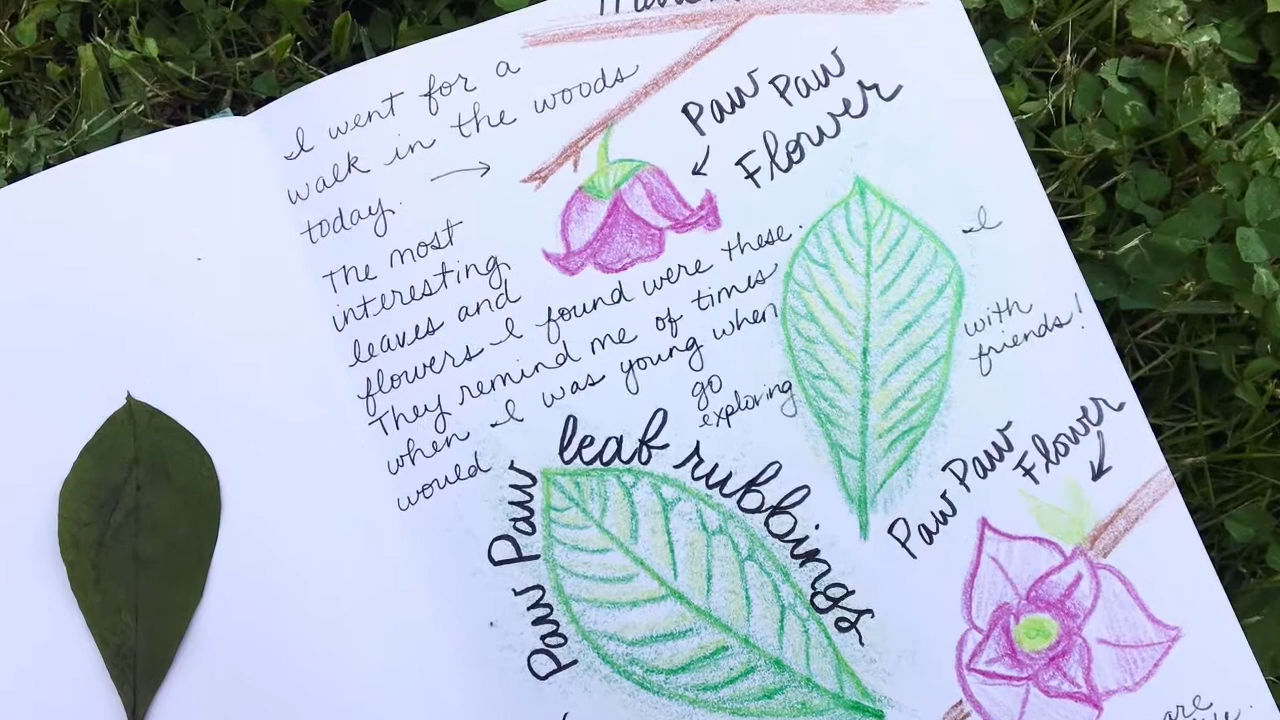 I went for a
walk in the woods
today.
The most
interesting
leaves and
flowers I found were these.
They remind me of times
when I was young when I
would go
exploring with
friends!
Paw Paw
Flower
leaf rubbings
Paw Paw
Paw Paw
Flower
are